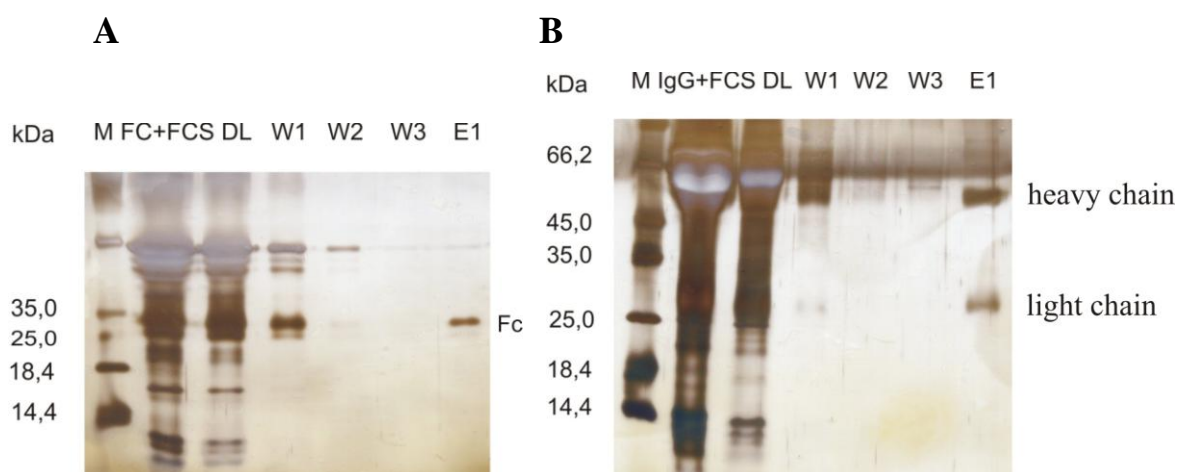 A
kDa
M FC+FCS DL W1 W2 W3 E1
35,0
25,0
18,4
14,4
Fc
B
kDa
M IgG+FCS DL W1 W2 W3 E1
66,2
45,0
35,0
25,0
18,4
14,4
heavy chain
light chain